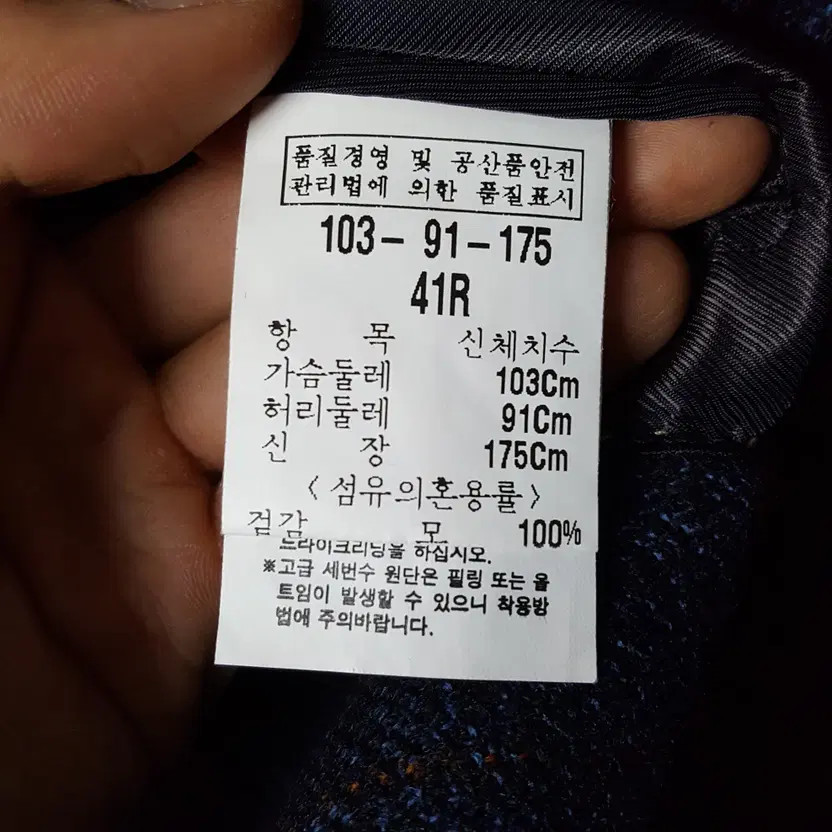 품질경영 및 공산품안전
관리법에 의한 품질표시
103- 91-175
41R
항 목 신체치수
가슴둘레 103Cm
허리둘레 91Cm
신 장 175Cm
<섬유의혼용률>
겉감 모 100%
드라이크리닝을 하십시오.
※고급 세번수 원단은 필링 또는 올
트임이 발생할 수 있으니 착용방
법에 주의바랍니다.